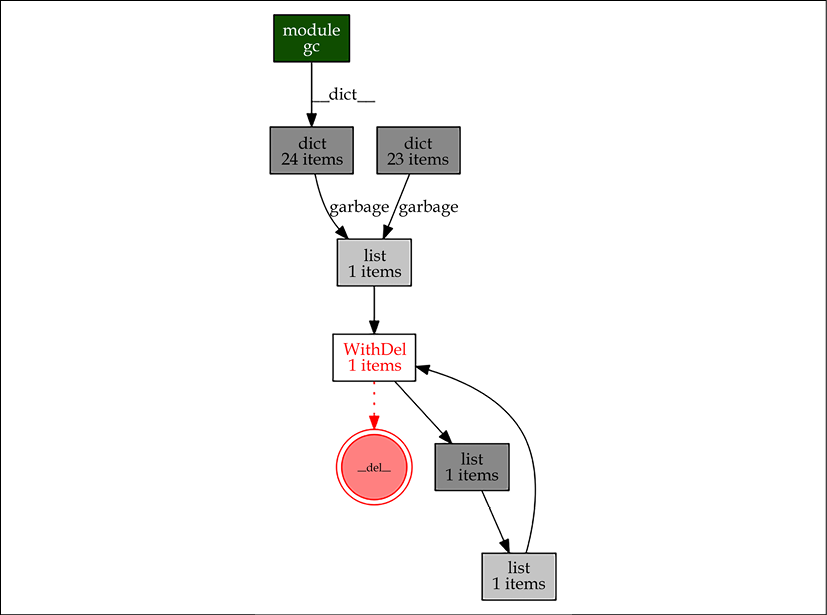 module
gc
__dict__
dict
24 items
dict
23 items
garbage
garbage
list
1 items
WithDel
1 items
__del__
list
1 items
list
1 items